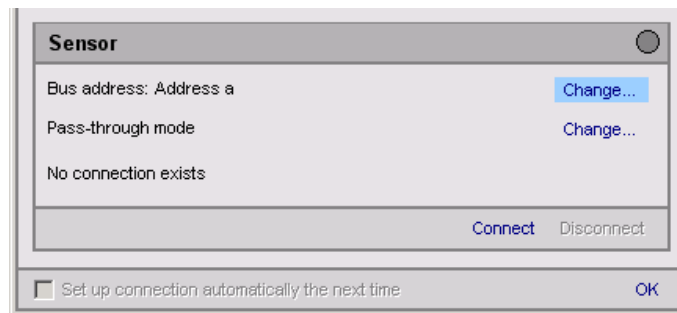 Sensor
Bus address: Address a
Change...
Pass-through mode
Change...
No connection exists
Connect
Disconnect
Set up connection automatically the next time
OK